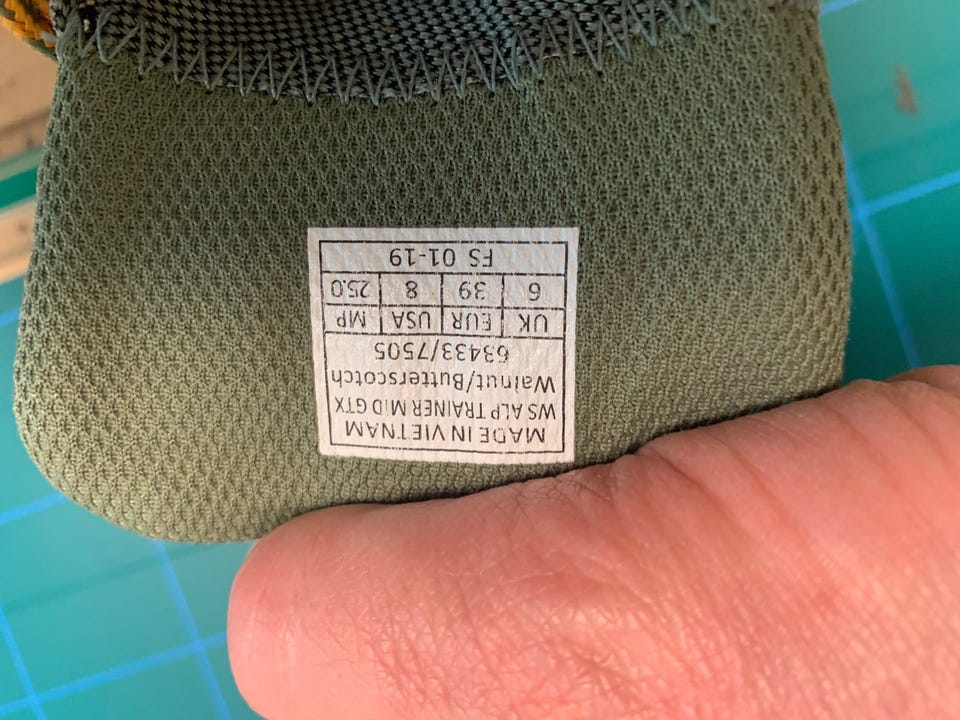 MADE IN VIETNAM
WS ALP TRAINER MID GTX
Walnut/Butterscotch
63433/7505
UK EUR USA MP
6 39 8 25.0
FS 01-19